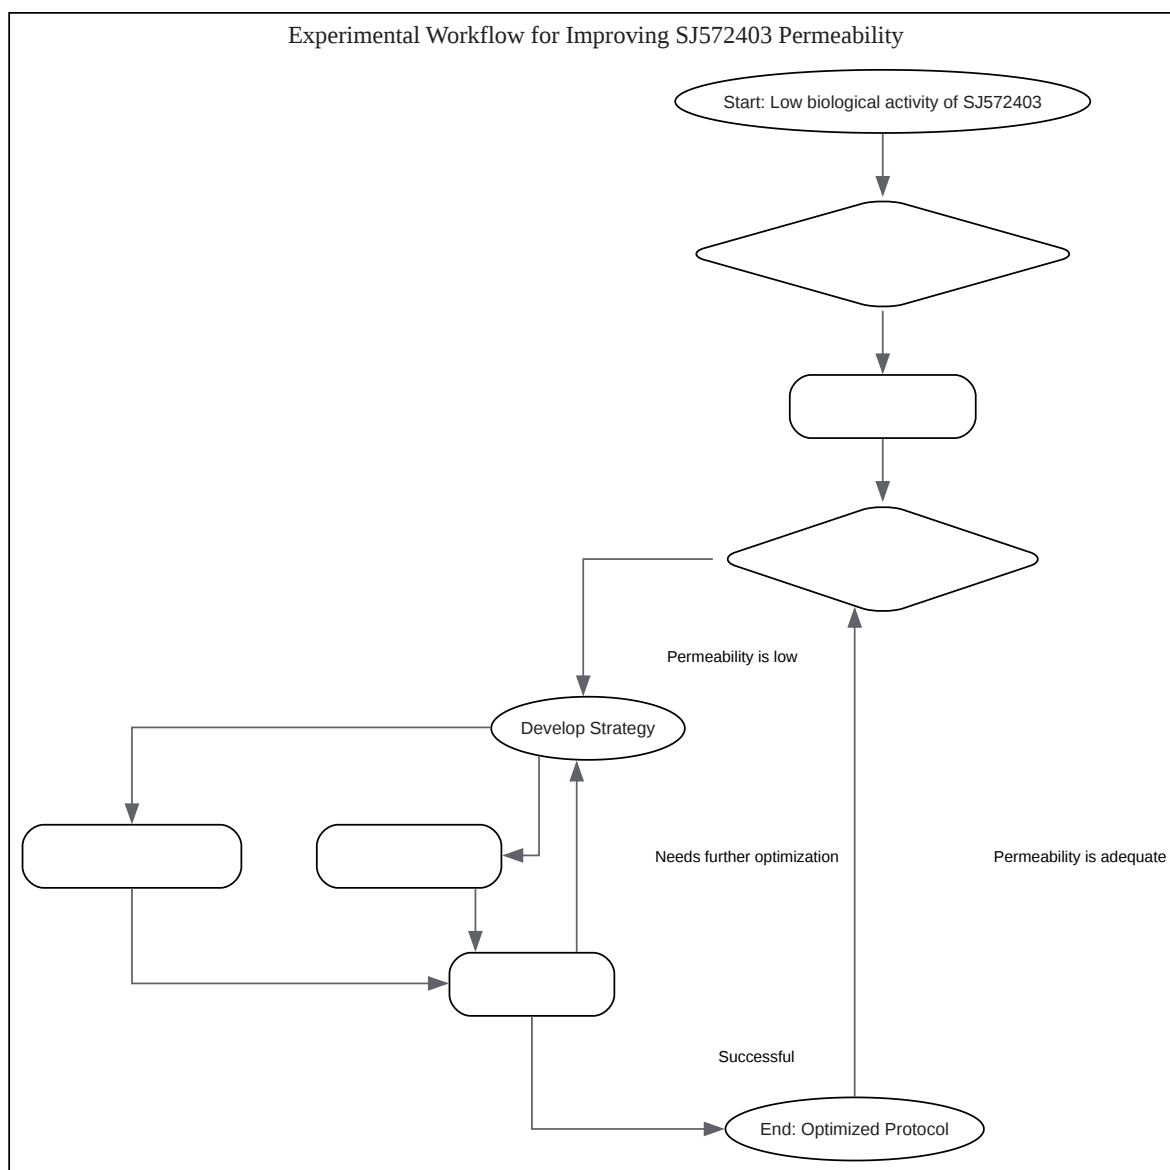 Experimental Workflow for Improving SJ572403 Permeability
Start: Low biological activity of SJ572403
Permeability is low
Develop Strategy
Needs further optimization
Permeability is adequate
Successful
End: Optimized Protocol